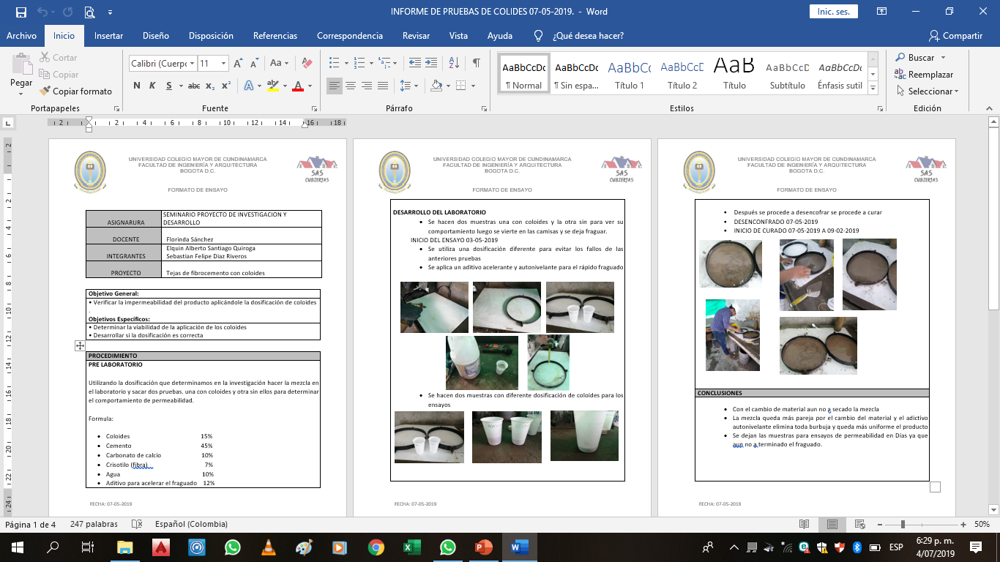 INFORME DE PRUEBAS DE COLIDES 07-05-2019. - Word
Inic. ses.
Archivo
Inicio
Insertar
Diseño
Disposición
Referencias
Correspondencia
Revisar
Vista
Ayuda
¿Qué desea hacer?
Compartir
Pegar
Cortar
Copiar
Copiar formato
Portapapeles
Calibri (Cuerpo
11
N K S abc x₂ x²
Fuente
Párrafo
AaBbCcDc
¶ Normal
AaBbCcDc
¶ Sin espa...
AaBbCc
Título 1
AaBbCcD
Título 2
AaB
Título
AaBbCcD
Subtítulo
AaBbCcDc
Énfasis sutil
Estilos
Buscar
Reemplazar
Seleccionar
Edición
UNIVERSIDAD COLEGIO MAYOR DE CUNDINAMARCA
FACULTAD DE INGENIERÍA Y ARQUITECTURA
BOGOTA D.C.
SAS
CUBIERTAS
FORMATO DE ENSAYO
ASIGNARURA
SEMINARIO PROYECTO DE INVESTIGACION Y
DESARROLLO
DOCENTE
Florinda Sánchez
INTEGRANTES
Elquin Alberto Santiago Quiroga
Sebastian Felipe Diaz Riveros
PROYECTO
Tejas de fibrocemento con coloides
Objetivo General:
• Verificar la impermeabilidad del producto aplicándole la dosificación de coloides
.
Objetivos Específicos:
• Determinar la viabilidad de la aplicación de los coloides
• Desarrollar si la dosificación es correcta
PROCEDIMIENTO
PRE LABORATORIO
Utilizando la dosificación que determinamos en la investigación hacer la mezcla en
el laboratorio y sacar dos pruebas. una con coloides y otra sin ellos para determinar
el comportamiento de permeabilidad.
Formula:
• Coloides 15%
• Cemento 45%
• Carbonato de calcio 10%
• Crisotilo (fibra) 7%
• Agua 10%
• Aditivo para acelerar el fraguado 12%
FECHA: 07-05-2019
UNIVERSIDAD COLEGIO MAYOR DE CUNDINAMARCA
FACULTAD DE INGENIERÍA Y ARQUITECTURA
BOGOTA D.C.
SAS
CUBIERTAS
FORMATO DE ENSAYO
DESARROLLO DEL LABORATORIO
• Se hacen dos muestras una con coloides y la otra sin para ver su
comportamiento luego se vierte en las camisas y se deja fraguar.
INICIO DEL ENSAYO 03-05-2019
• Se utiliza una dosificación diferente para evitar los fallos de las
anteriores pruebas
• Se aplica un aditivo acelerante y autonivelante para el rápido fraguado
• Se hacen dos muestras con diferente dosificación de coloides para los
ensayos
FECHA: 07-05-2019
UNIVERSIDAD COLEGIO MAYOR DE CUNDINAMARCA
FACULTAD DE INGENIERÍA Y ARQUITECTURA
BOGOTA D.C.
SAS
CUBIERTAS
FORMATO DE ENSAYO
• Después se procede a desencofrar se procede a curar
• DESENCONFRADO 07-05-2019
• INICIO DE CURADO 07-05-2019 A 09-02-2019
CONCLUSIONES
• Con el cambio de material aun no a secado la mezcla
• La mezcla queda más pareja por el cambio del material y el adictivo
autonivelante elimina toda burbuja y queda más uniforme el producto
• Se dejan las muestras para ensayos de permeabilidad en Días ya que
aun no a terminado el fraguado.
FECHA: 07-05-2019
Página 1 de 4
247 palabras
Español (Colombia)
50%
ESP
6:29 p. m.
4/07/2019